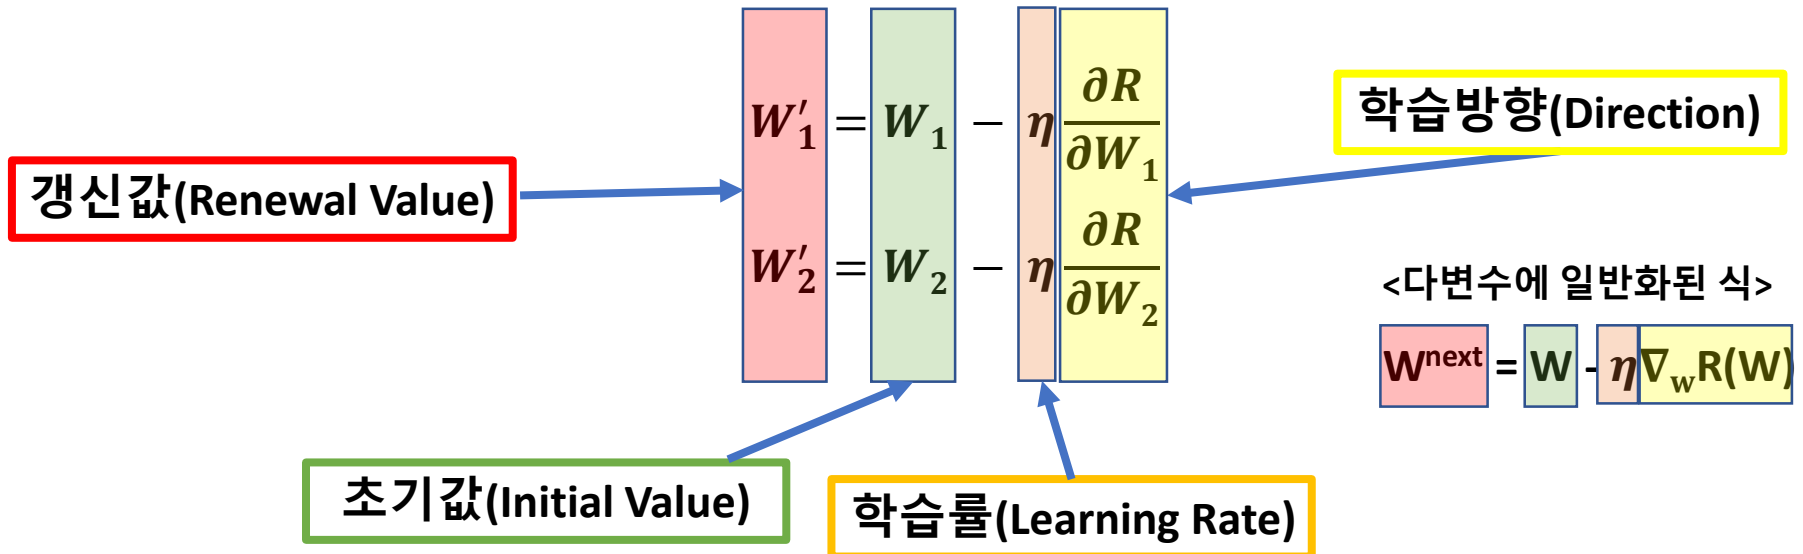 W′₁ = W₁ − η ∂R/∂W₁
학습방향(Direction)
갱신값(Renewal Value)
W′₂ = W₂ − η ∂R/∂W₂
<다변수에 일반화된 식>
Wⁿᵉˣᵗ = W - η∇wR(W)
초기값(Initial Value)
학습률(Learning Rate)